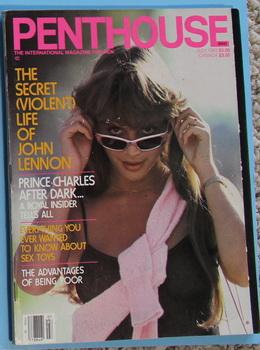 PENTHOUSE
THE INTERNATIONAL MAGAZINE FOR MEN
THE
SECRET
(VIOLENT)
LIFE
OF
JOHN
LENNON
PRINCE CHARLES
AFTER DARK...
A ROYAL INSIDER
TELLS ALL
EVERYTHING YOU
EVER WANTED
TO KNOW ABOUT
SEX TOYS
THE ADVANTAGES
OF BEING POOR